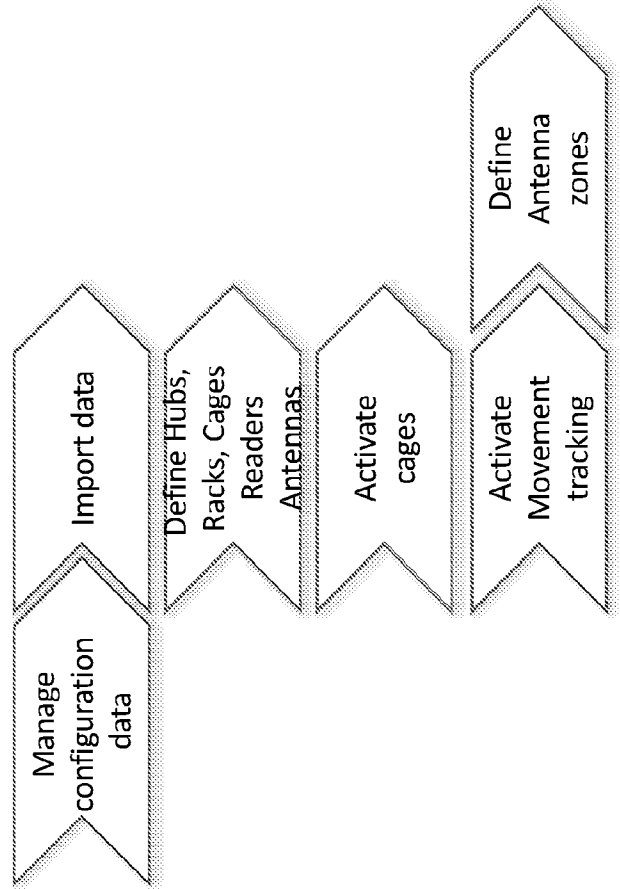 Manage
configuration
data
Import data
Define Hubs,
Racks, Cages
Readers
Antennas
Activate
cages
Activate
Movement
tracking
Define
Antenna
zones